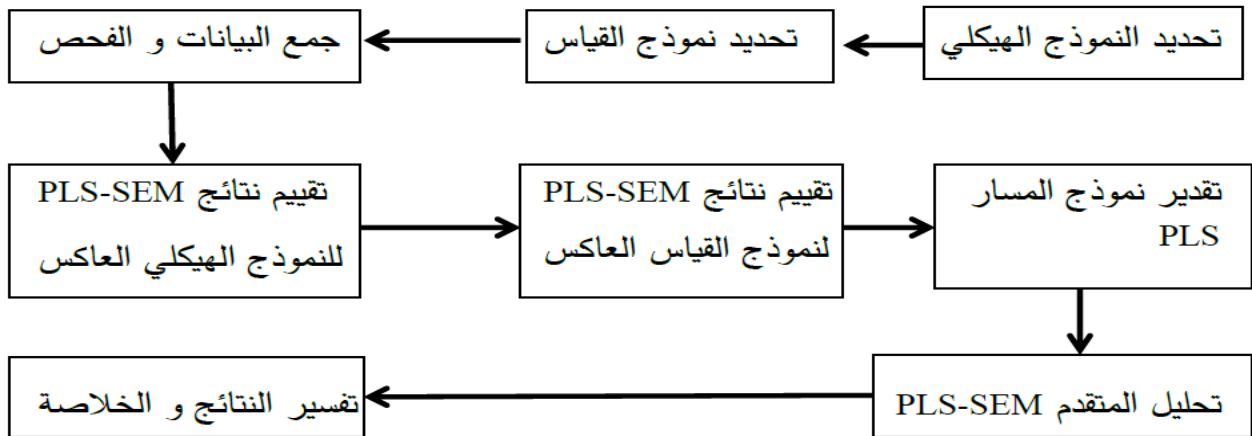 تحديد النموذج الهيكلي
تحديد نموذج القياس
جمع البيانات و الفحص
تقييم نتائج PLS-SEM
للنموذج الهيكلي العاكس
تقييم نتائج PLS-SEM
لنموذج القياس العاكس
تقدير نموذج المسار
PLS
تحليل المتقدم PLS-SEM
تفسير النتائج و الخلاصة